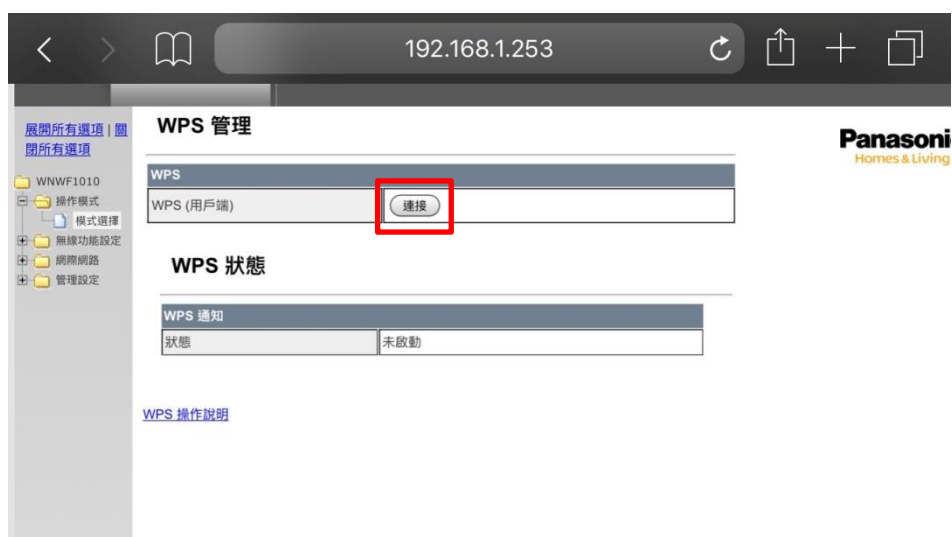 192.168.1.253
展開所有選項 | 關
閉所有選項
WNWF1010
操作模式
模式選擇
無線功能設定
網際網路
管理設定
WPS 管理
WPS
WPS (用戶端)
連接
WPS 狀態
WPS 通知
狀態
未啟動
WPS 操作說明
Panasoni
Homes & Living